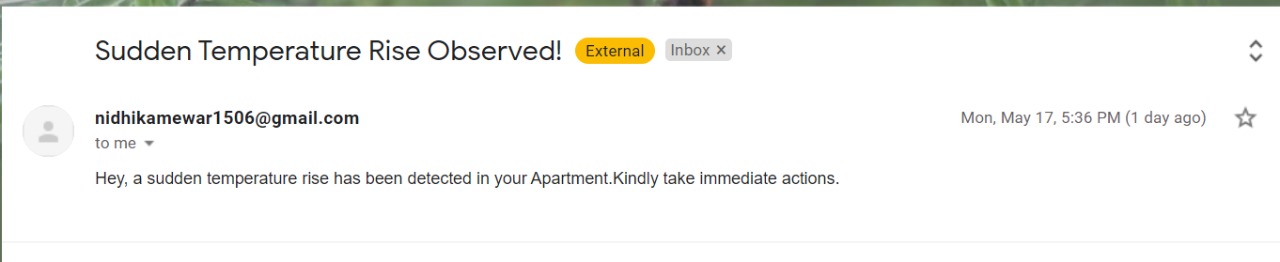 Sudden Temperature Rise Observed! External Inbox ×
nidhikamewar1506@gmail.com Mon, May 17, 5:36 PM (1 day ago)
to me
Hey, a sudden temperature rise has been detected in your Apartment.Kindly take immediate actions.